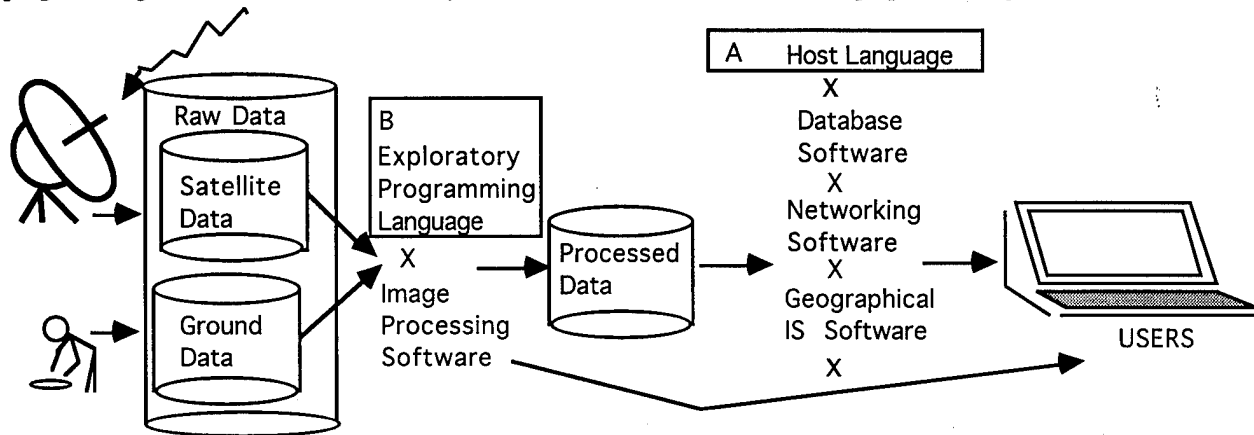 A Host Language
X
Database
Software
X
Networking
Software
X
Geographical
IS Software
X
Raw Data
Satellite
Data
Ground
Data
B
Exploratory
Programming
Language
X
Image
Processing
Software
Processed
Data
USERS